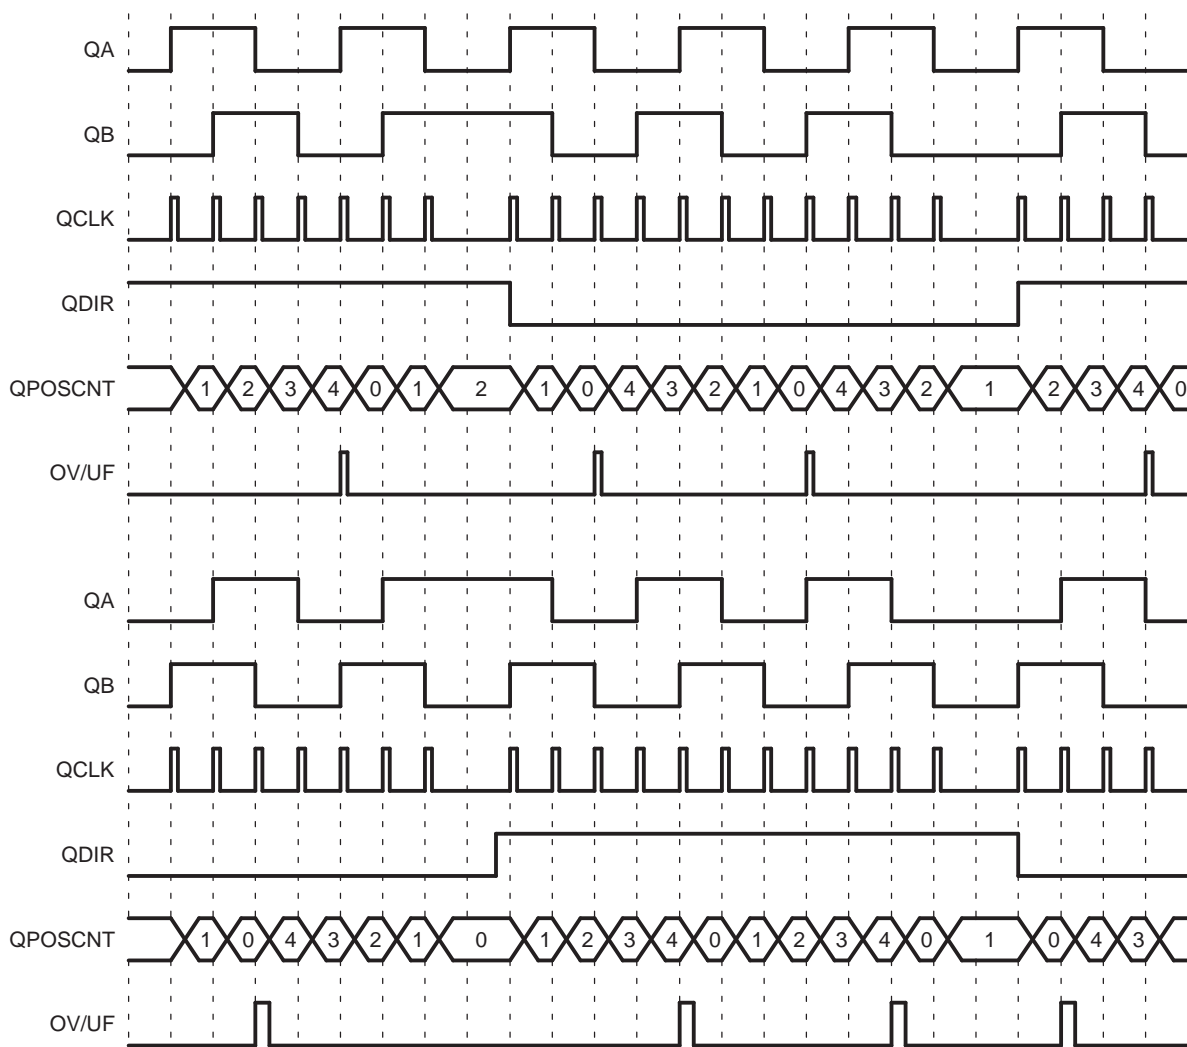 QA
QB
QCLK
QDIR
QPOSCNT 1 2 3 4 0 1 2 1 0 4 3 2 1 0 4 3 2 1 2 3 4 0
OV/UF
QA
QB
QCLK
QDIR
QPOSCNT 1 0 4 3 2 1 0 1 2 3 4 0 1 2 3 4 0 1 0 4 3
OV/UF